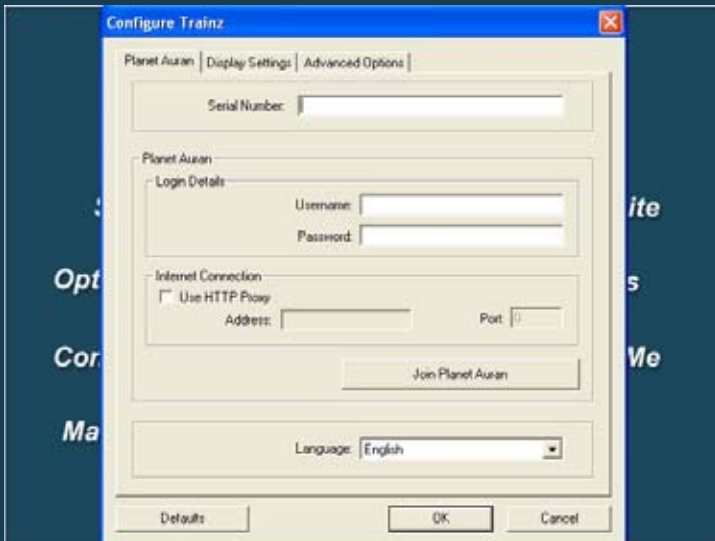 Configure Trainz
Planet Auran Display Settings Advanced Options
Serial Number:
Planet Auran
Login Details
Username:
ite
Password:
Opt
Internet Connection
s
Use HTTP Proxy
Address: Port 0
Con
Me
Join Planet Auran
Ma
Language: English
Defaults OK Cancel